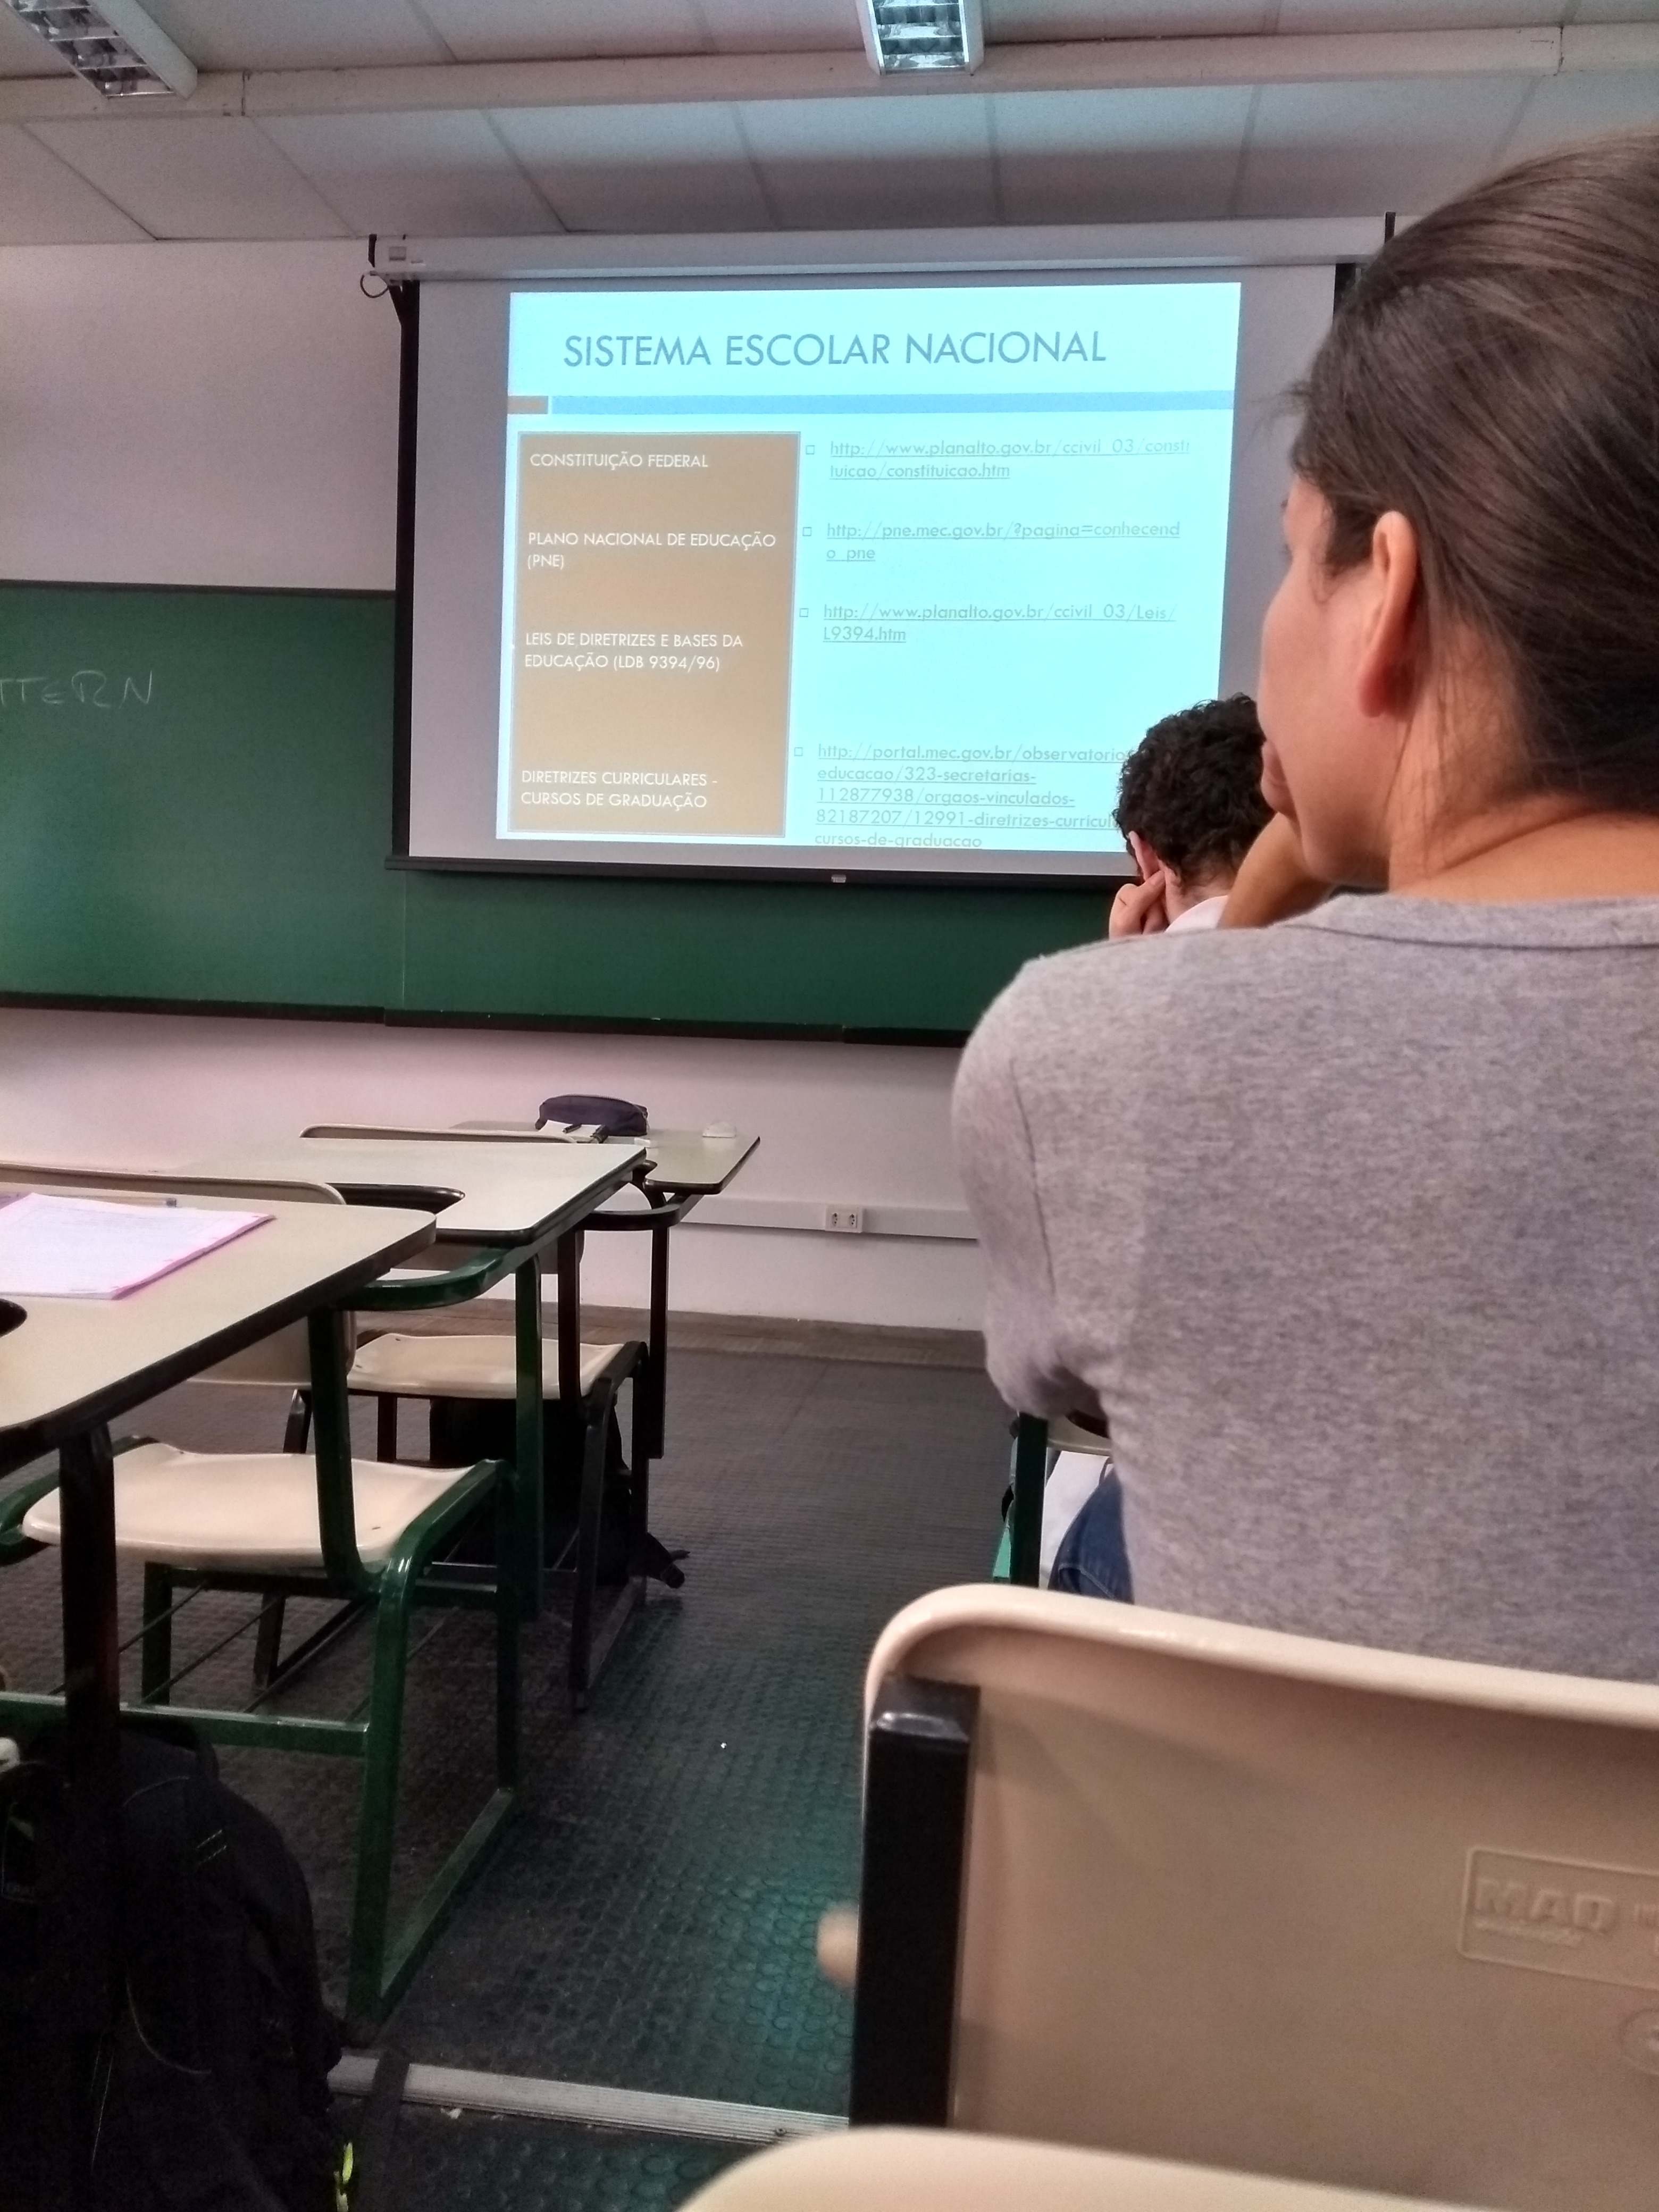 SISTEMA ESCOLAR NACIONAL
CONSTITUIÇÃO FEDERAL
PLANO NACIONAL DE EDUCAÇÃO
(PNE)
LEIS DE DIRETRIZES E BASES DA
EDUCAÇÃO (LDB 9394/96)
DIRETRIZES CURRICULARES -
CURSOS DE GRADUAÇÃO
http://www.planalto.gov.br/ccivil_03/consti
tuicao/constituicao.htm
http://pne.mec.gov.br/?pagina=conhecend
o_pne
http://www.planalto.gov.br/ccivil_03/Leis/
L9394.htm
http://portal.mec.gov.br/observatorio
educacao/323-secretarias-
112877938/orgaos-vinculados-
82187207/12991-diretrizes-curricul
cursos-de-graduacao
TTERN
MAQ